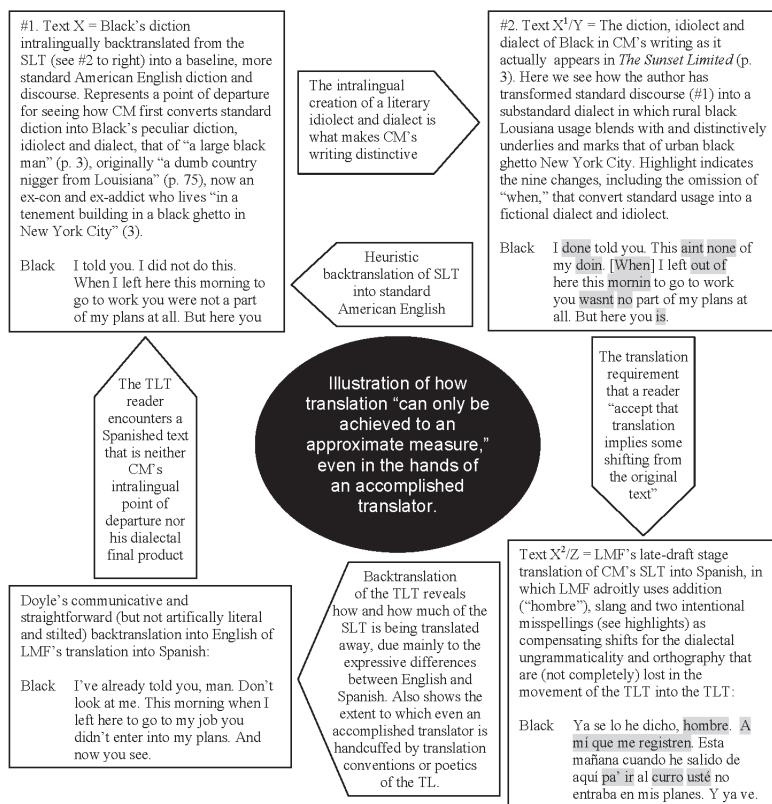 #1. Text X = Black's diction
intralingually backtranslated from the
SLT (see #2 to right) into a baseline, more
standard American English diction and
discourse. Represents a point of departure
for seeing how CM first converts standard
diction into Black's peculiar diction,
idiolect and dialect, that of "a large black
man" (p. 3), originally "a dumb country
nigger from Louisiana" (p. 75), now an
ex-con and ex-addict who lives "in a
tenement building in a black ghetto in
New York City" (3).
Black I told you. I did not do this.
When I left here this morning to
go to work you were not a part
of my plans at all. But here you
The intralingual
creation of a literary
idiolect and dialect is
what makes CM's
writing distinctive
#2. Text X¹/Y = The diction, idiolect and
dialect of Black in CM's writing as it
actually appears in The Sunset Limited (p.
3). Here we see how the author has
transformed standard discourse (#1) into a
substandard dialect in which rural black
Lousiana usage blends with and distinctively
underlies and marks that of urban black
ghetto New York City. Highlight indicates
the nine changes, including the omission of
"when," that convert standard usage into a
fictional dialect and idiolect.
Black I done told you. This aint none of
my doin. [When] I left out of
here this mornin to go to work
you wasnt no part of my plans at
all. But here you is.
Heuristic
backtranslation of SLT
into standard
American English
The TLT
reader
encounters a
Spanished text
that is neither
CM's
intralingual
point of
departure nor
his dialectal
final product
Illustration of how
translation "can only be
achieved to an
approximate measure,"
even in the hands of
an accomplished
translator.
The translation
requirement
that a reader
"accept that
translation
implies some
shifting from
the original
text"
Doyle's communicative and
straightforward (but not artifically literal
and stilted) backtranslation into English of
LMF's translation into Spanish:
Black I've already told you, man. Don't
look at me. This morning when I
left here to go to my job you
didn't enter into my plans. And
now you see.
Backtranslation
of the TLT reveals
how and how much of the
SLT is being translated
away, due mainly to the
expressive differences
between English and
Spanish. Also shows the
extent to which even an
accomplished translator is
handcuffed by translation
conventions or poetics
of the TL.
Text X²/Z = LMF's late-draft stage
translation of CM's SLT into Spanish, in
which LMF adroitly uses addition
("hombre"), slang and two intentional
misspellings (see highlights) as
compensating shifts for the dialectal
ungrammaticality and orthography that
are (not completely) lost in the
movement of the TLT into the TLT:
Black Ya se lo he dicho, hombre. A
mí que me registren. Esta
mañana cuando he salido de
aquí pa' ir al curro usté no
entraba en mis planes. Y ya ve.